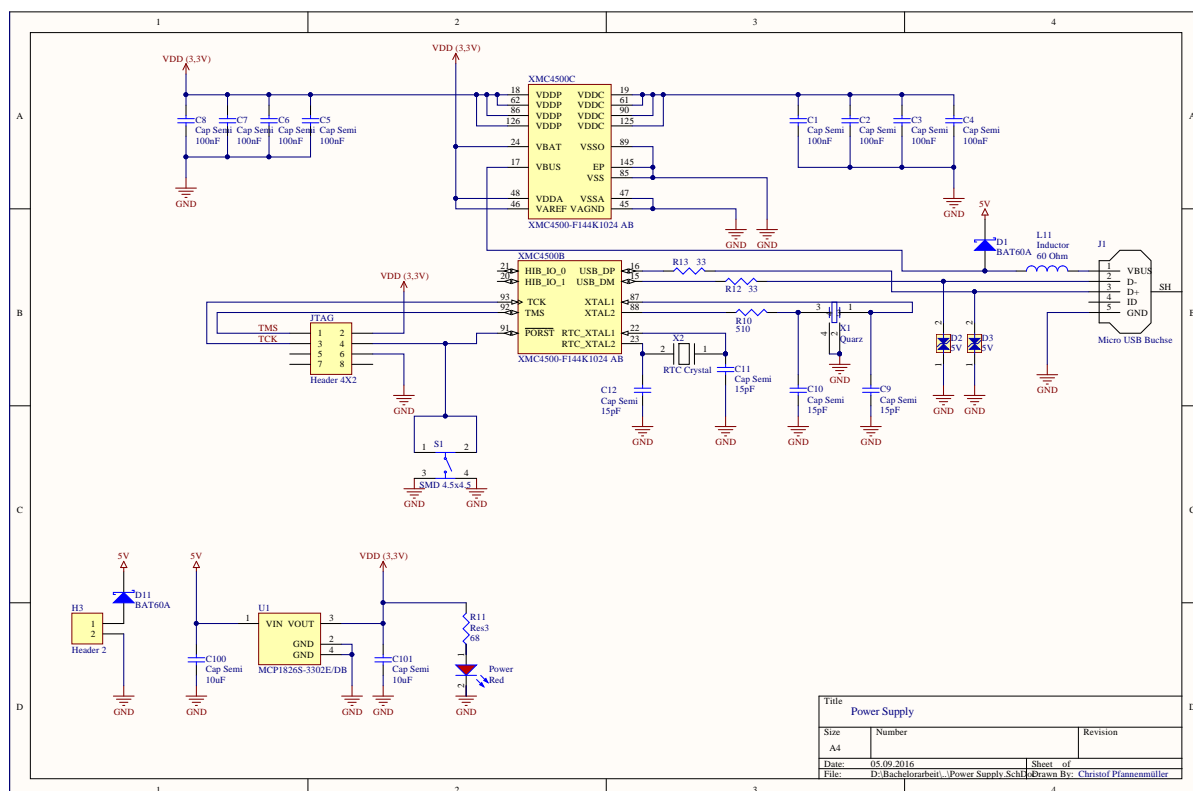 1 2 3 4
A
B
C
D
A
B
C
D
1 2 3 4
VDD (3,3V)
C8
Cap Semi
100nF
C7
Cap Semi
100nF
C6
Cap Semi
100nF
C5
Cap Semi
100nF
GND
VDD (3,3V)
XMC4500C
18 VDDP VDDC 19
62 VDDP VDDC 61
86 VDDP VDDC 90
126 VDDP VDDC 125
24 VBAT VSSO 89
17 VBUS EP 145
VSS 85
48 VDDA VSSA 47
46 VAREF VAGND 45
XMC4500-F144K1024 AB
GND
GND
C1
Cap Semi
100nF
C2
Cap Semi
100nF
C3
Cap Semi
100nF
C4
Cap Semi
100nF
GND
5V
D1
BAT60A
L11
Inductor
60 Ohm
J1
1 VBUS
2 D-
3 D+
4 ID
5 GND
SH
Micro USB Buchse
GND
XMC4500B
21 HIB_IO_0 USB_DP 16
20 HIB_IO_1 USB_DM 15
93 TCK XTAL1 87
92 TMS XTAL2 88
91 PORST RTC_XTAL1 22
RTC_XTAL2 23
XMC4500-F144K1024 AB
R13 33
R12 33
R10
510
3 1
4 2
X1
Quarz
GND
X2
2 1
RTC Crystal
C12
Cap Semi
15pF
GND
C11
Cap Semi
15pF
GND
C10
Cap Semi
15pF
GND
C9
Cap Semi
15pF
GND
2
D2
5V
1
GND
2
D3
5V
1
GND
VDD (3,3V)
JTAG
TMS
TCK
1 2
3 4
5 6
7 8
Header 4X2
GND
S1
1 2
3 4
SMD 4.5x4.5
GND
GND
5V
D11
BAT60A
H3
1
2
Header 2
GND
5V
C100
Cap Semi
10uF
GND
U1
1 VIN VOUT 3
GND 2
GND 4
MCP1826S-3302E/DB
GND
VDD (3,3V)
C101
Cap Semi
10uF
GND
R11
Res3
68
1
Power
Red
2
GND
Title
Power Supply
Size Number Revision
A4
Date: 05.09.2016 Sheet of
File: D:\Bachelorarbeit\..\Power Supply.SchDoc Drawn By: Christof Pfannenmüller